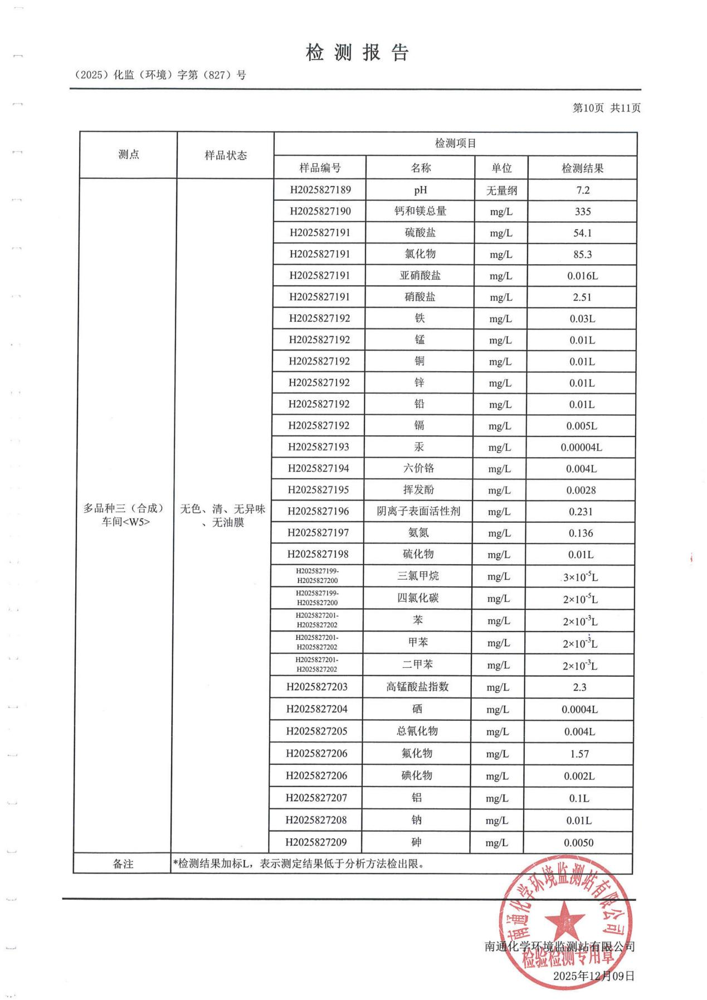 检测报告
（2025）化监（环境）字第（827）号
第10页 共11页
测点 样品状态 检测项目
样品编号 名称 单位 检测结果
多品种三（合成）
车间<W5>
无色、清、无异味
、无油膜
H2025827189 pH 无量纲 7.2
H2025827190 钙和镁总量 mg/L 335
H2025827191 硫酸盐 mg/L 54.1
H2025827191 氯化物 mg/L 85.3
H2025827191 亚硝酸盐 mg/L 0.016L
H2025827191 硝酸盐 mg/L 2.51
H2025827192 铁 mg/L 0.03L
H2025827192 锰 mg/L 0.01L
H2025827192 铜 mg/L 0.01L
H2025827192 锌 mg/L 0.01L
H2025827192 铅 mg/L 0.01L
H2025827192 镉 mg/L 0.005L
H2025827193 汞 mg/L 0.00004L
H2025827194 六价铬 mg/L 0.004L
H2025827195 挥发酚 mg/L 0.0028
H2025827196 阴离子表面活性剂 mg/L 0.231
H2025827197 氨氮 mg/L 0.136
H2025827198 硫化物 mg/L 0.01L
H2025827199-
H2025827200 三氯甲烷 mg/L 3×10⁻⁵L
H2025827199-
H2025827200 四氯化碳 mg/L 2×10⁻⁵L
H2025827201-
H2025827202 苯 mg/L 2×10⁻³L
H2025827201-
H2025827202 甲苯 mg/L 2×10⁻³L
H2025827201-
H2025827202 二甲苯 mg/L 2×10⁻³L
H2025827203 高锰酸盐指数 mg/L 2.3
H2025827204 硒 mg/L 0.0004L
H2025827205 总氰化物 mg/L 0.004L
H2025827206 氟化物 mg/L 1.57
H2025827206 碘化物 mg/L 0.002L
H2025827207 铝 mg/L 0.1L
H2025827208 钠 mg/L 0.01L
H2025827209 砷 mg/L 0.0050
备注 *检测结果加标L，表示测定结果低于分析方法检出限。
南通化学环境监测站有限公司
南通化学环境监测站有限公司
检验检测专用章
2025年12月09日